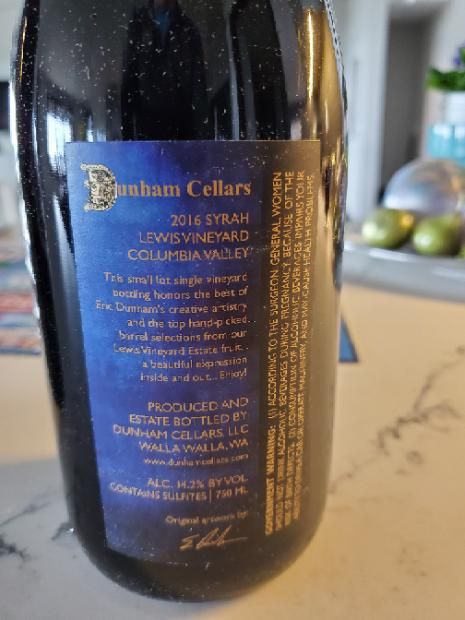 Dunham Cellars
2016 SYRAH
LEWIS VINEYARD
COLUMBIA VALLEY
This small lot single vineyard
bottling honors the best of
Eric Dunham's creative artistry
and the top hand-picked
barrel selections from our
Lewis Vineyard Estate fruit -
a beautiful expression
inside and out... Enjoy!
PRODUCED AND
ESTATE BOTTLED BY
DUNHAM CELLARS, LLC
WALLA WALLA, WA
www.dunhamcellars.com
ALC. 14.2% BY VOL
CONTAINS SULFITES | 750 ML
Original artwork by:
GOVERNMENT WARNING: (1) ACCORDING TO THE SURGEON GENERAL, WOMEN
SHOULD NOT DRINK ALCOHOLIC BEVERAGES DURING PREGNANCY BECAUSE OF THE
RISK OF BIRTH DEFECTS. (2) CONSUMPTION OF ALCOHOLIC BEVERAGES IMPAIRS YOUR
ABILITY TO DRIVE A CAR OR OPERATE MACHINERY, AND MAY CAUSE HEALTH PROBLEMS.